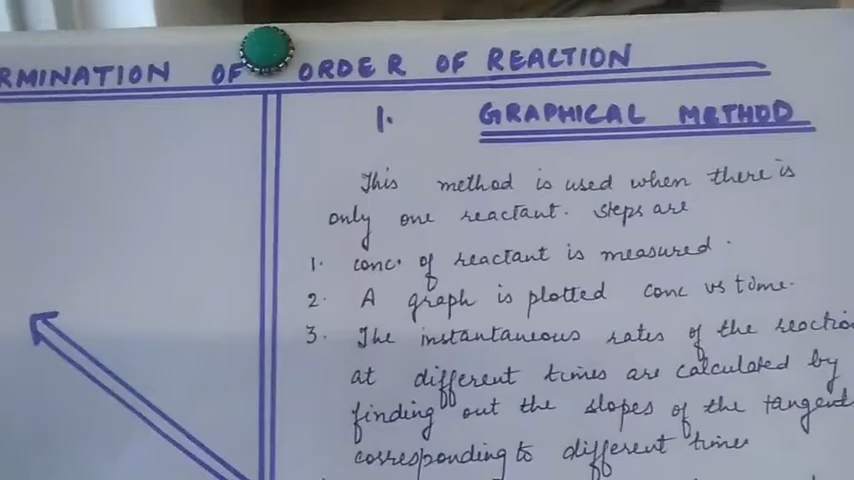 RMINATION OF ORDER OF REACTION
1. GRAPHICAL METHOD
This method is used when there is
only one reactant. Steps are
1. conc. of reactant is measured.
2. A graph is plotted conc vs time.
3. The instantaneous rates of the reactio
at different times are calculated by
finding out the slopes of the tangent
corresponding to different time